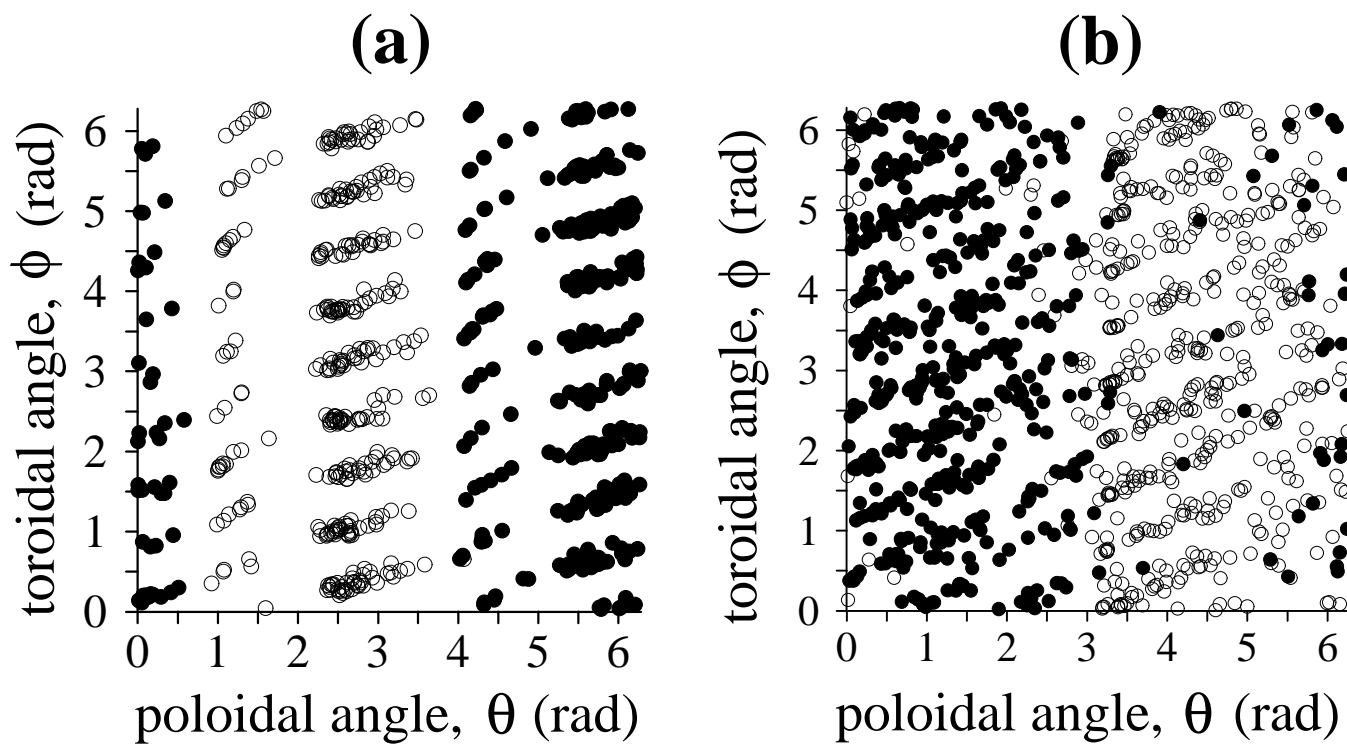 (a)
toroidal angle, ϕ (rad)
6
5
4
3
2
1
0
0 1 2 3 4 5 6
poloidal angle, θ (rad)
(b)
toroidal angle, ϕ (rad)
6
5
4
3
2
1
0
0 1 2 3 4 5 6
poloidal angle, θ (rad)